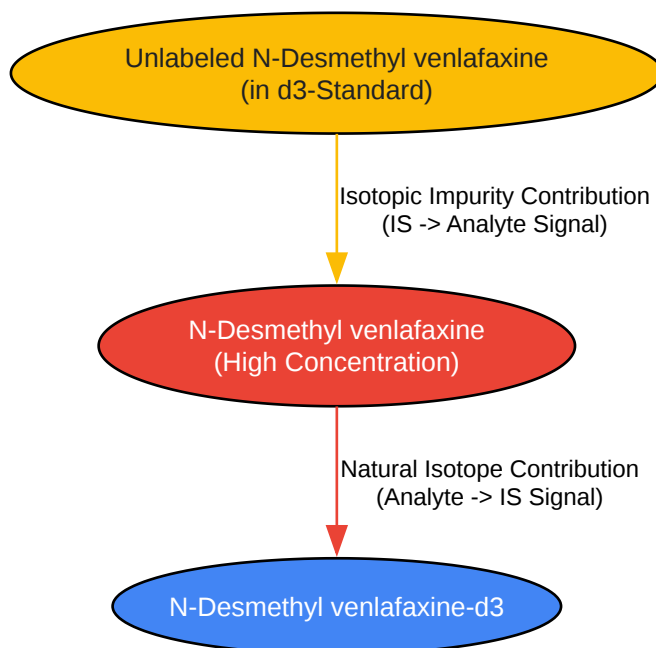 Unlabeled N-Desmethyl venlafaxine
(in d3-Standard)
Isotopic Impurity Contribution
(IS -> Analyte Signal)
N-Desmethyl venlafaxine
(High Concentration)
Natural Isotope Contribution
(Analyte -> IS Signal)
N-Desmethyl venlafaxine-d3